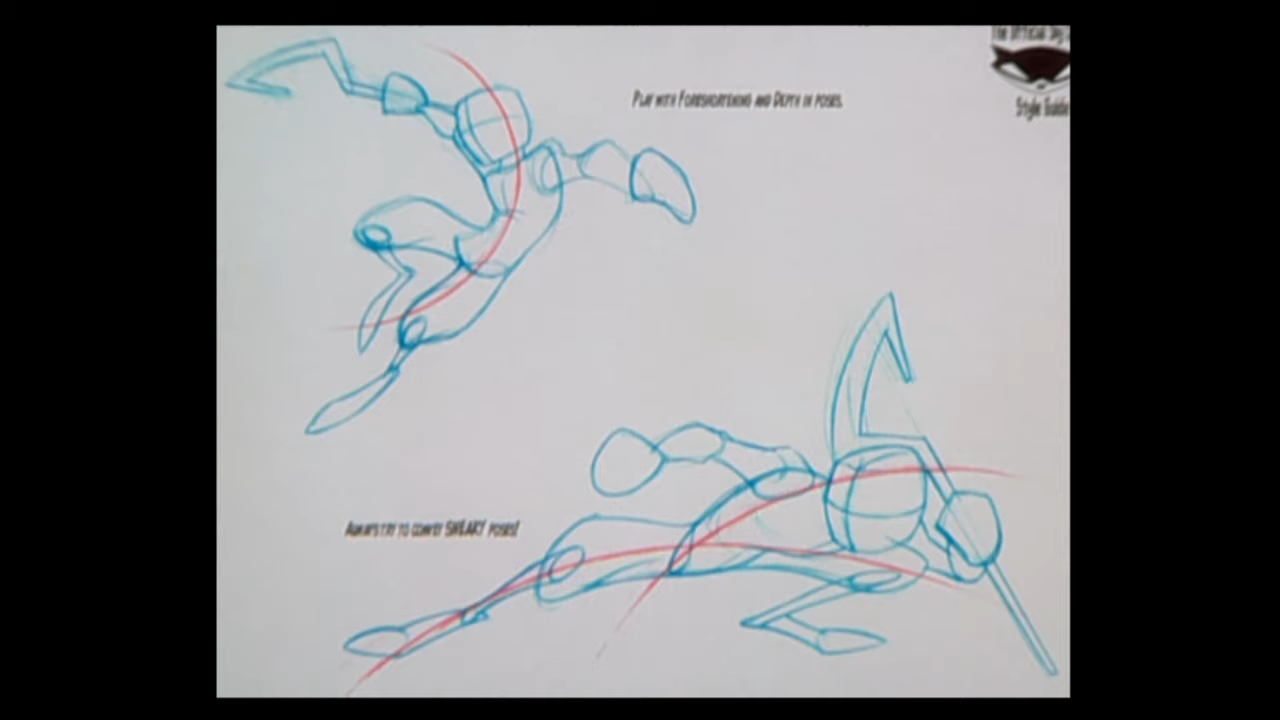 The Official Sly
Play with Foreshortening and Depth in poses.
Style Guide
Always try to convey SNEAKY poses!